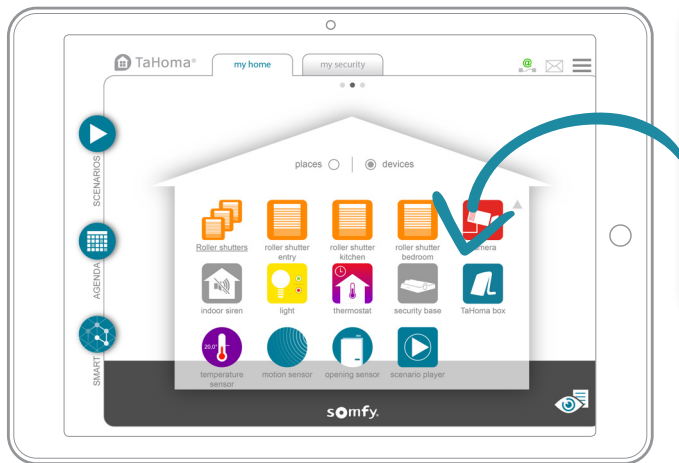 TaHoma®
my home
my security
@
places
devices
SCENARIOS
AGENDA
SMART
Roller shutters
roller shutter
entry
roller shutter
kitchen
roller shutter
bedroom
camera
indoor siren
light
thermostat
security base
TaHoma box
20,0°
temperature
sensor
motion sensor
opening sensor
scenario player
somfy.